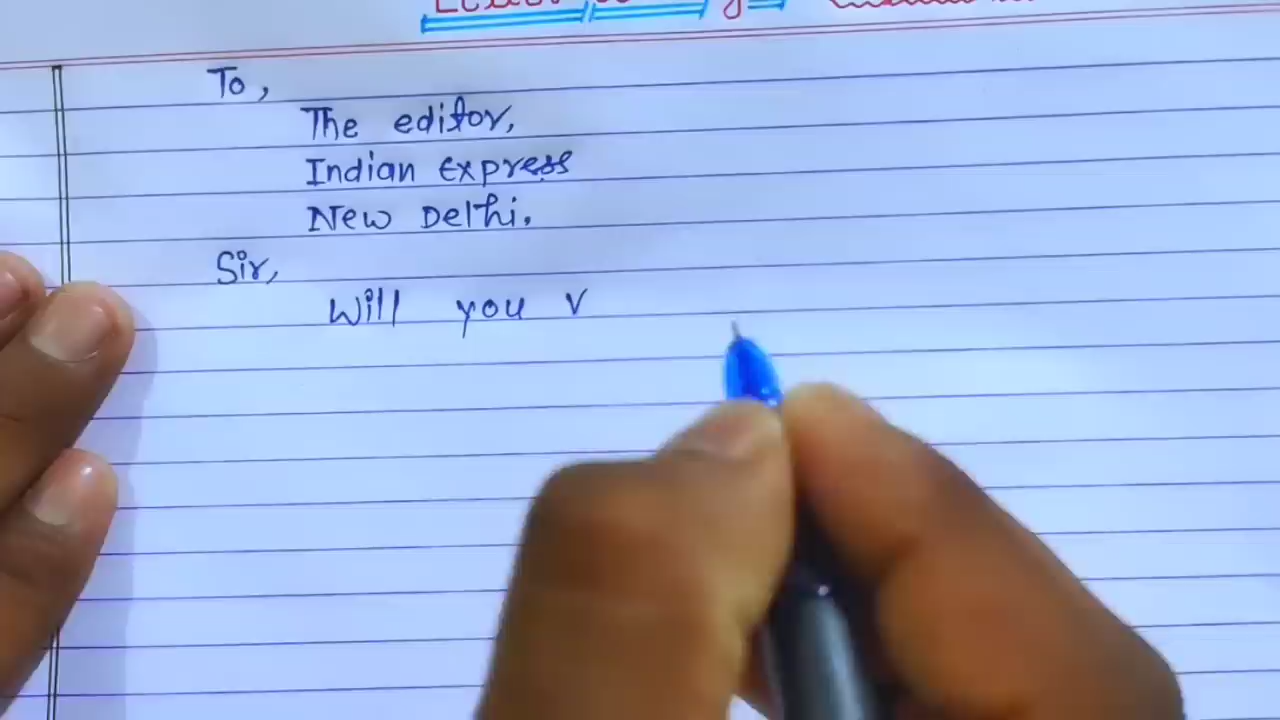 To,
The editor,
Indian Express
New Delhi.
Sir,
Will you v